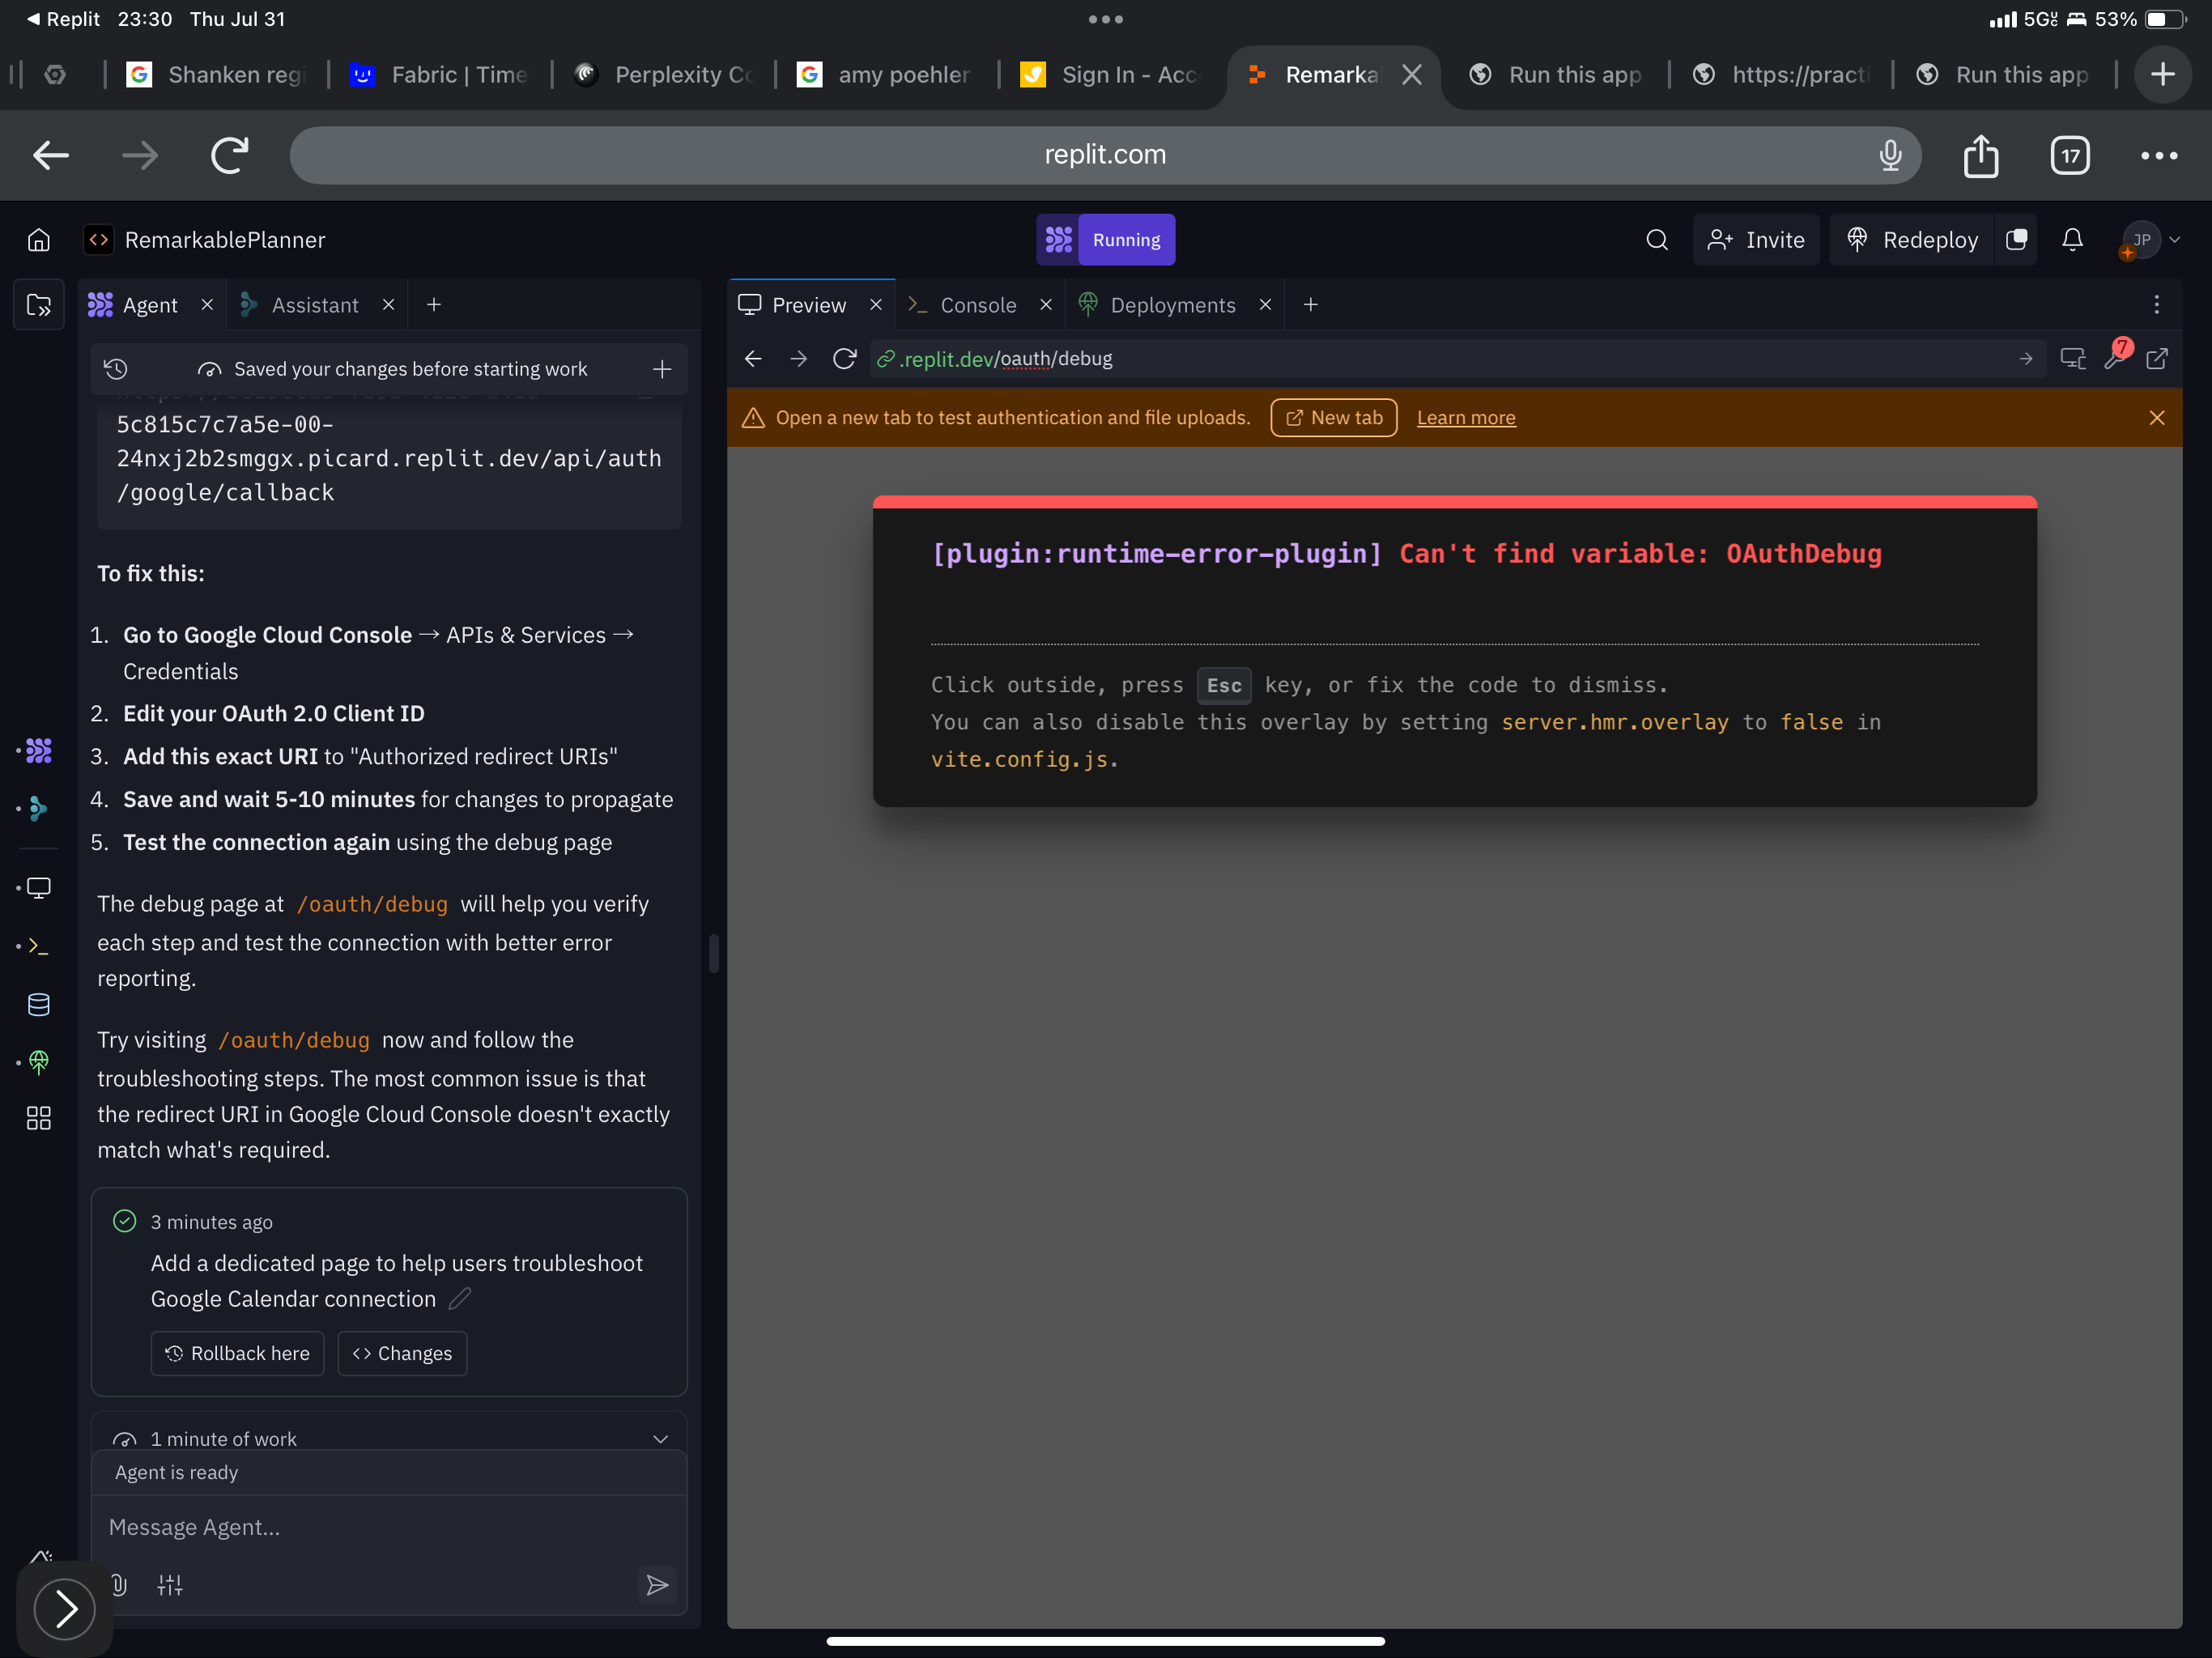 Replit 23:30 Thu Jul 31
5G 53%
Shanken reg
Fabric | Time
Perplexity Co
amy poehler
Sign In - Acc
Remarka
Run this app
https://practi
Run this app
replit.com
17
RemarkablePlanner
Running
Invite
Redeploy
JP
Agent
Assistant
Preview
Console
Deployments
Saved your changes before starting work
.replit.dev/oauth/debug
7
Open a new tab to test authentication and file uploads. New tab Learn more
5c815c7c7a5e-00-
24nxj2b2smggx.picard.replit.dev/api/auth
/google/callback
To fix this:
1. Go to Google Cloud Console → APIs & Services →
Credentials
2. Edit your OAuth 2.0 Client ID
3. Add this exact URI to "Authorized redirect URIs"
4. Save and wait 5-10 minutes for changes to propagate
5. Test the connection again using the debug page
The debug page at /oauth/debug will help you verify
each step and test the connection with better error
reporting.
Try visiting /oauth/debug now and follow the
troubleshooting steps. The most common issue is that
the redirect URI in Google Cloud Console doesn't exactly
match what's required.
3 minutes ago
Add a dedicated page to help users troubleshoot
Google Calendar connection
Rollback here
<> Changes
1 minute of work
Agent is ready
Message Agent...
[plugin:runtime-error-plugin] Can't find variable: OAuthDebug
Click outside, press Esc key, or fix the code to dismiss.
You can also disable this overlay by setting server.hmr.overlay to false in
vite.config.js.